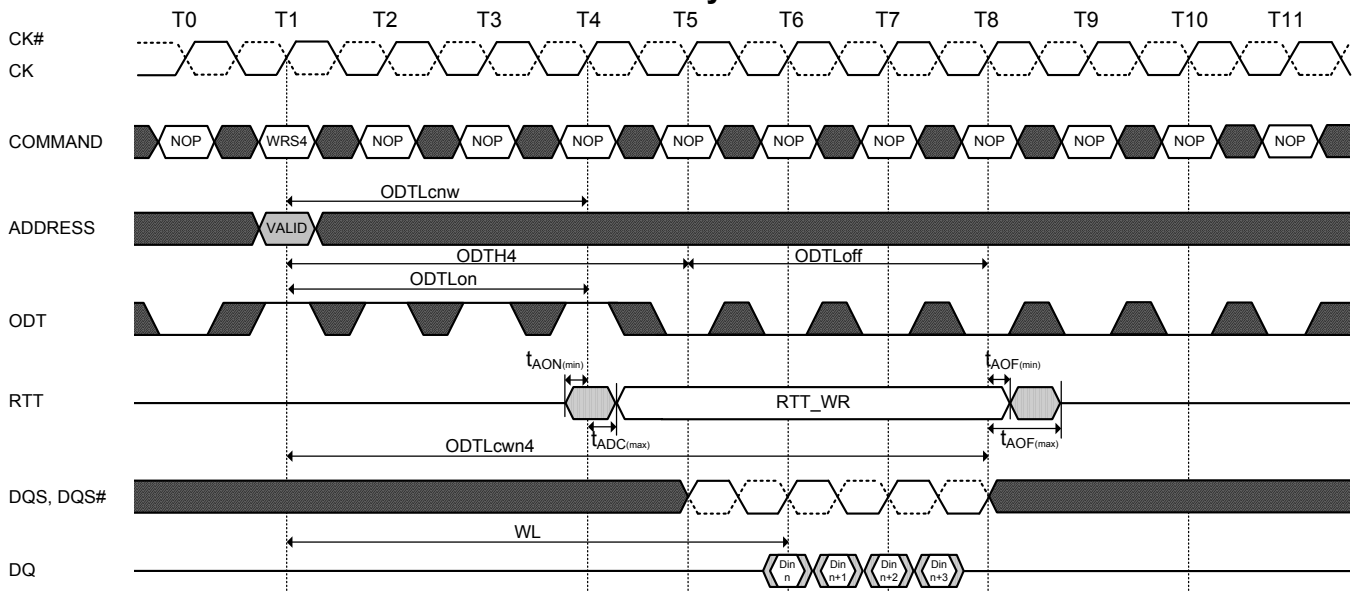 T0 T1 T2 T3 T4 T5 T6 T7 T8 T9 T10 T11
CK#
CK
COMMAND NOP WRS4 NOP NOP NOP NOP NOP NOP NOP NOP NOP NOP
ODTLcnw
ADDRESS VALID
ODTH4 ODTLoff
ODTLon
ODT
tAON(min) tAOF(min)
RTT RTT_WR
tADC(max) tAOF(max)
ODTLcwn4
DQS, DQS#
WL
DQ Din n Din n+1 Din n+2 Din n+3